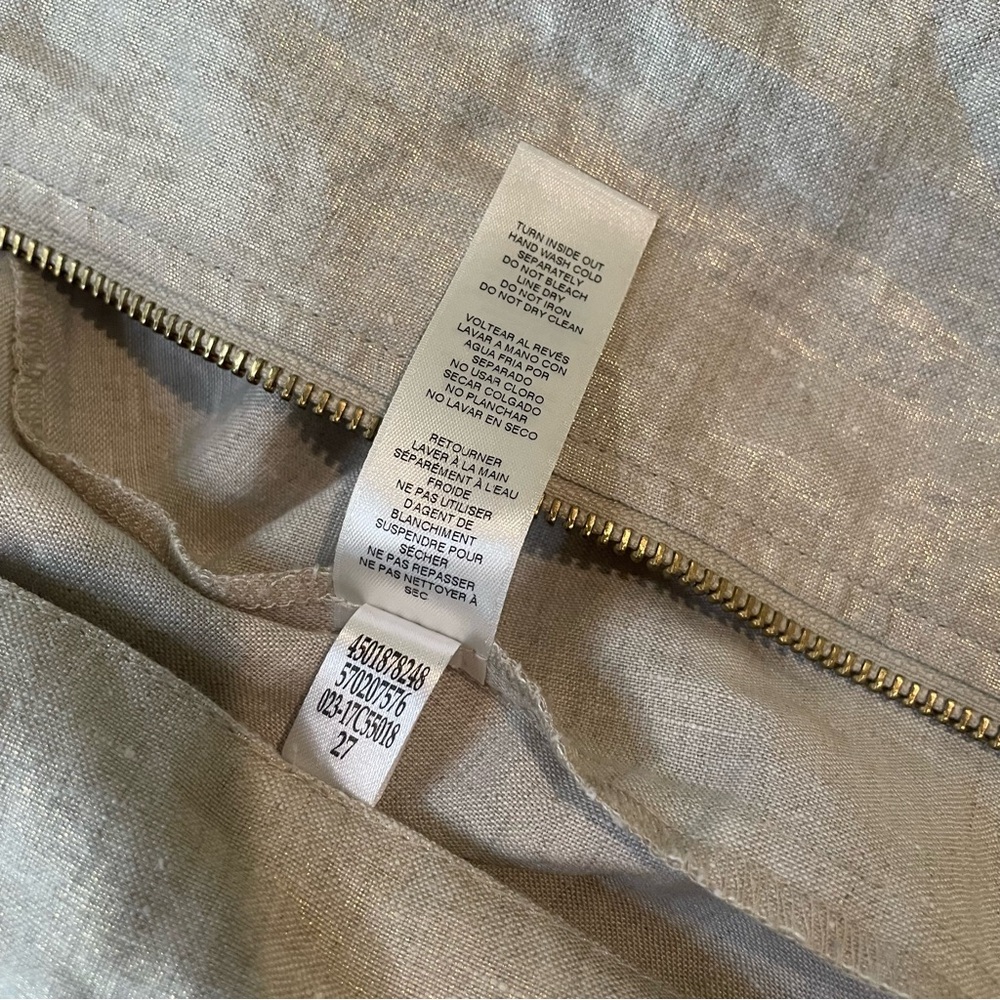 TURN INSIDE OUT
HAND WASH COLD
SEPARATELY
DO NOT BLEACH
LINE DRY
DO NOT IRON
DO NOT DRY CLEAN
VOLTEAR AL REVÉS
LAVAR A MANO CON
AGUA FRIA POR
SEPARADO
NO USAR CLORO
SECAR COLGADO
NO PLANCHAR
NO LAVAR EN SECO
RETOURNER
LAVER À LA MAIN
SÉPARÉMENT À L'EAU
FROIDE
NE PAS UTILISER
D'AGENT DE
BLANCHIMENT
SUSPENDRE POUR
SÉCHER
NE PAS REPASSER
NE PAS NETTOYER À
SEC
4501878248
570207576
023-17C55018
27